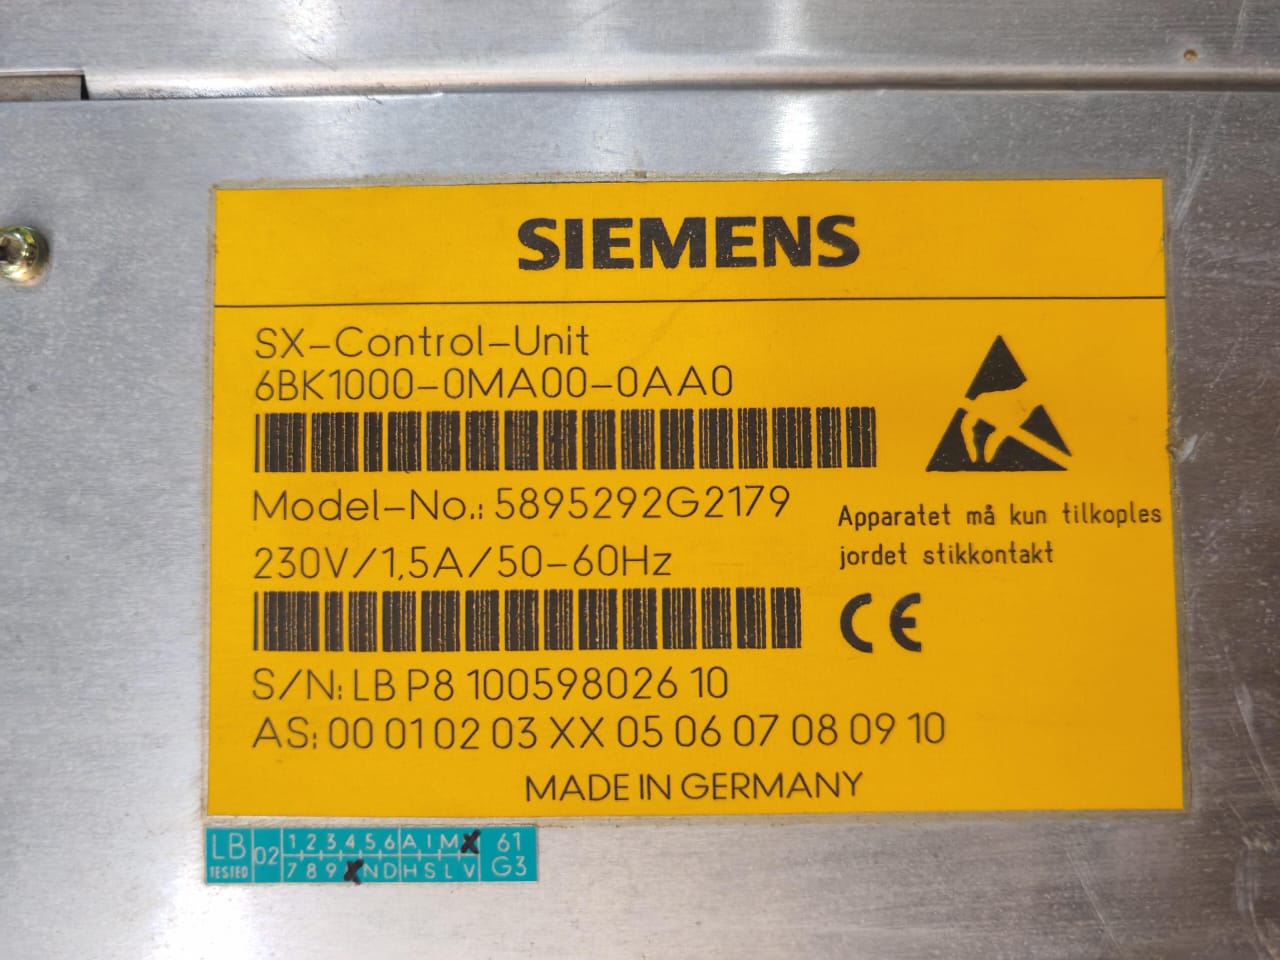 SIEMENS
SX-Control-Unit
6BK1000-0MA00-0AA0
Model-No.: 5895292G2179
Apparatet må kun tilkoples
jordet stikkontakt
230V/1,5A/50-60Hz
CE
S/N: LB P8 100598026 10
AS: 00 01 02 03 XX 05 06 07 08 09 10
MADE IN GERMANY
LB TESTED 02
1 2 3 4 5 6 A I M 61
7 8 9 N D H S L V G3